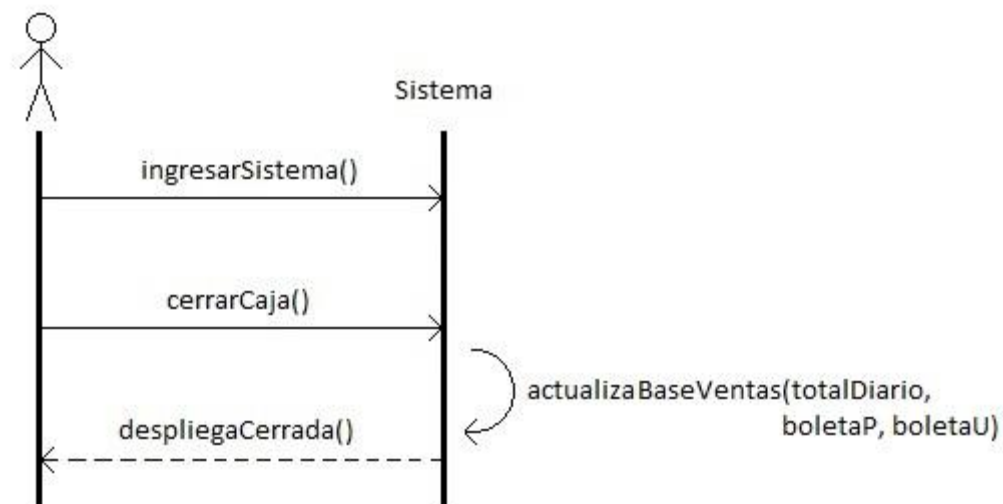 Sistema
ingresarSistema()
cerrarCaja()
actualizaBaseVentas(totalDiario,
boletaP, boletaU)
despliegaCerrada()